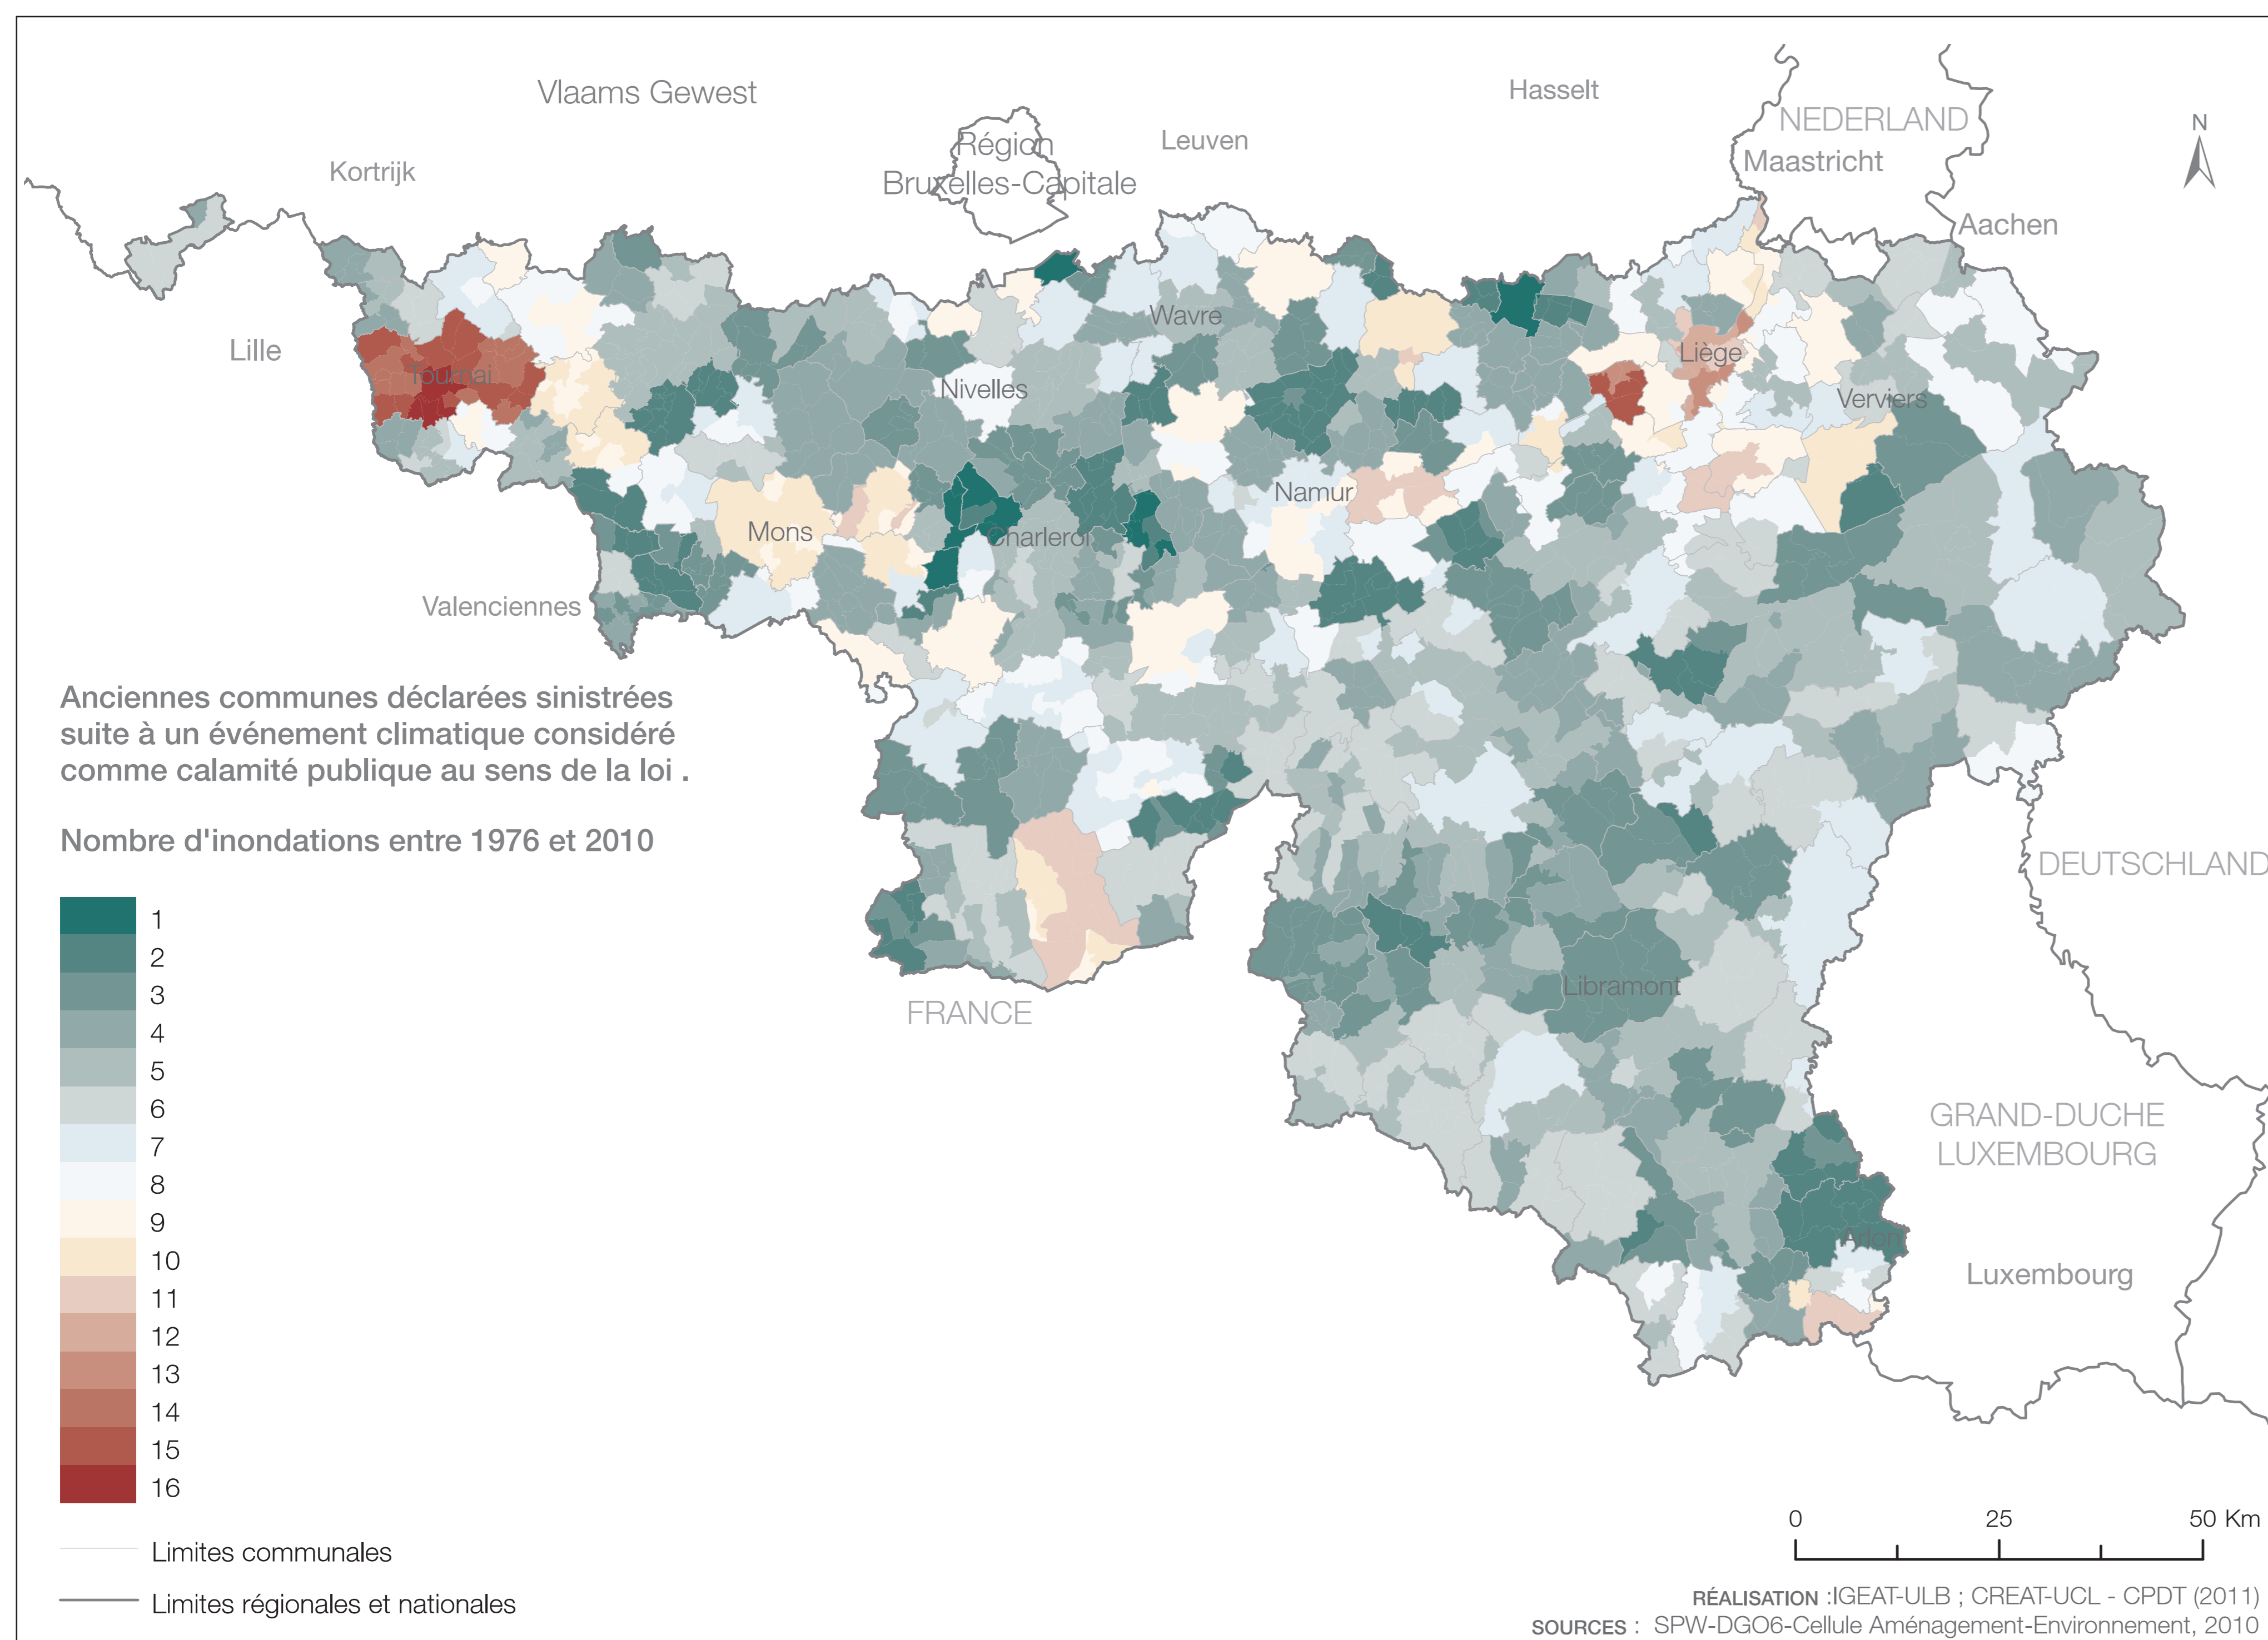 Vlaams Gewest
Hasselt
NEDERLAND
N
Région
Bruxelles-Capitale
Leuven
Maastricht
Kortrijk
Aachen
Wavre
Lille
Tournai
Nivelles
Liège
Verviers
Namur
Mons
Charleroi
Valenciennes
Anciennes communes déclarées sinistrées
suite à un événement climatique considéré
comme calamité publique au sens de la loi .
Nombre d'inondations entre 1976 et 2010
DEUTSCHLAND
1
2
3
4
5
6
7
8
9
10
11
12
13
14
15
16
FRANCE
Libramont
GRAND-DUCHE
LUXEMBOURG
Arlon
Luxembourg
Limites communales
Limites régionales et nationales
0 25 50 Km
RÉALISATION :IGEAT-ULB ; CREAT-UCL - CPDT (2011)
SOURCES : SPW-DGO6-Cellule Aménagement-Environnement, 2010